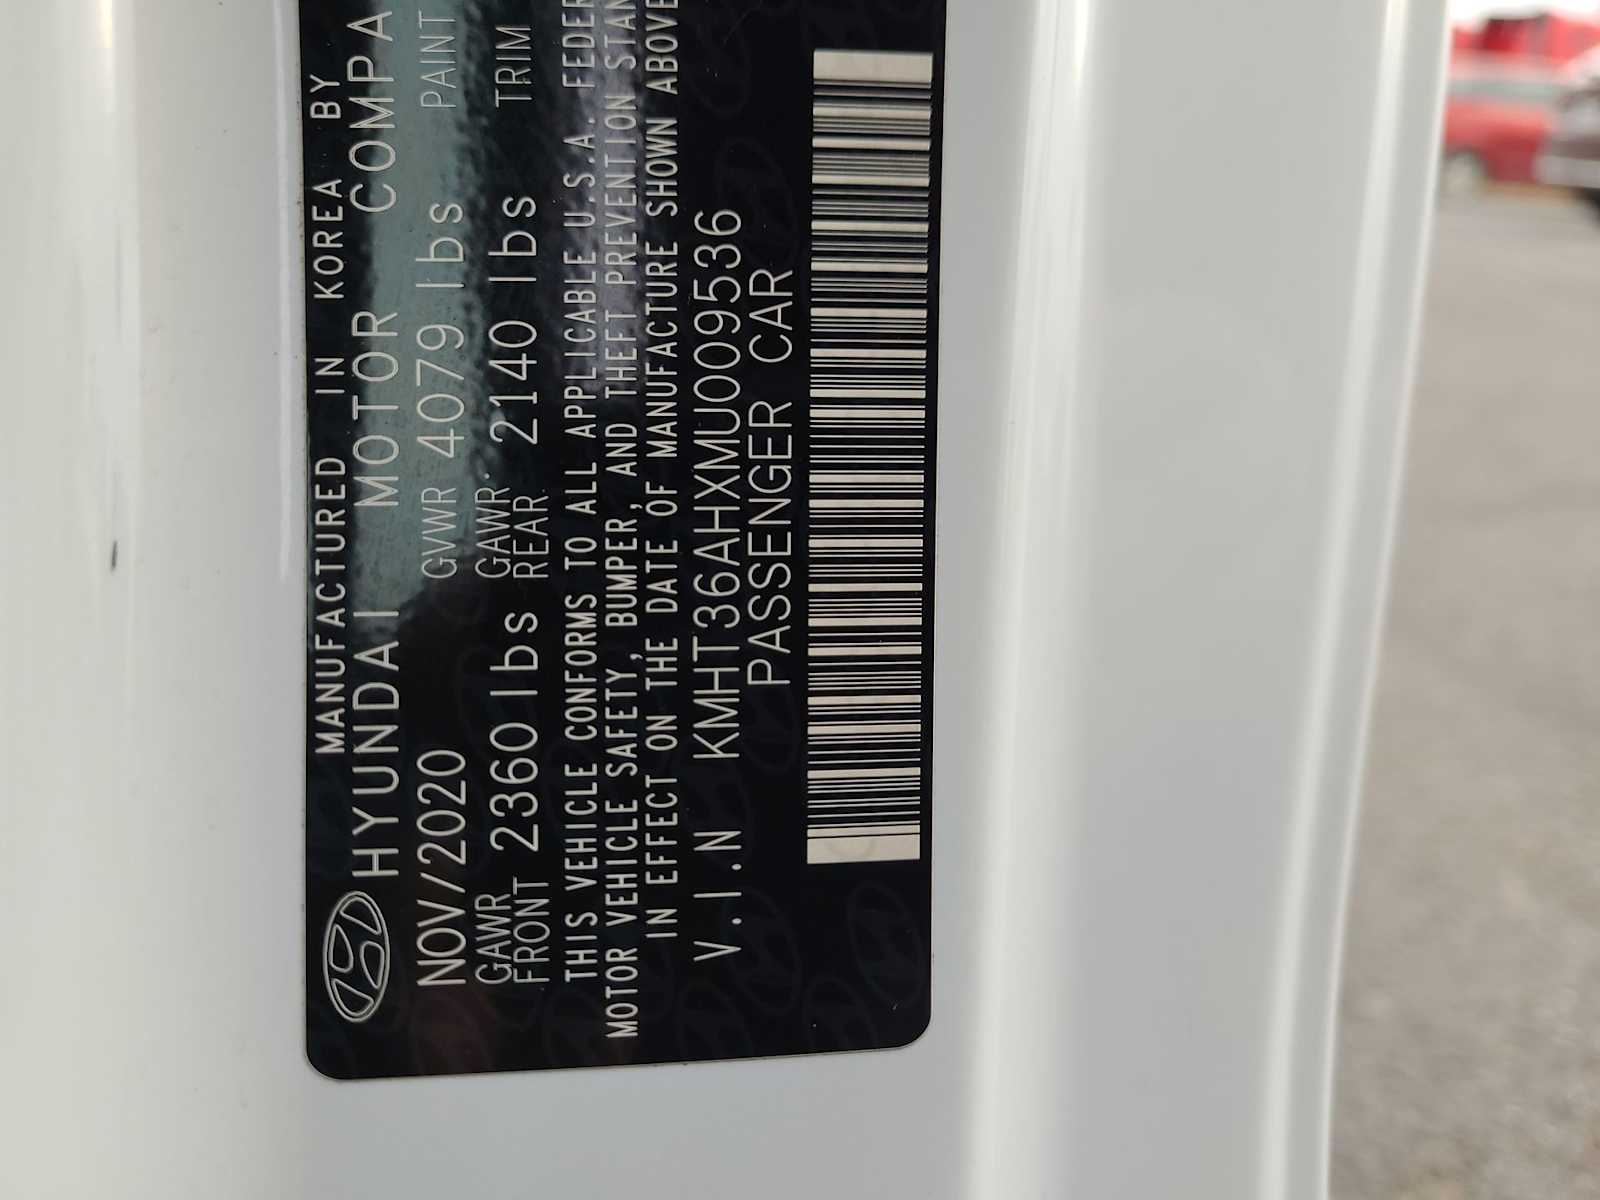 MANUFACTURED IN KOREA BY
HYUNDAI MOTOR COMPA
NOV/2020 GVWR 4079 lbs PAINT
GAWR FRONT 2360 lbs GAWR REAR 2140 lbs TRIM
THIS VEHICLE CONFORMS TO ALL APPLICABLE U.S.A. FEDER
MOTOR VEHICLE SAFETY, BUMPER, AND THEFT PREVENTION STAN
IN EFFECT ON THE DATE OF MANUFACTURE SHOWN ABOVE
V.I.N KMHT36AHXMU009536
PASSENGER CAR